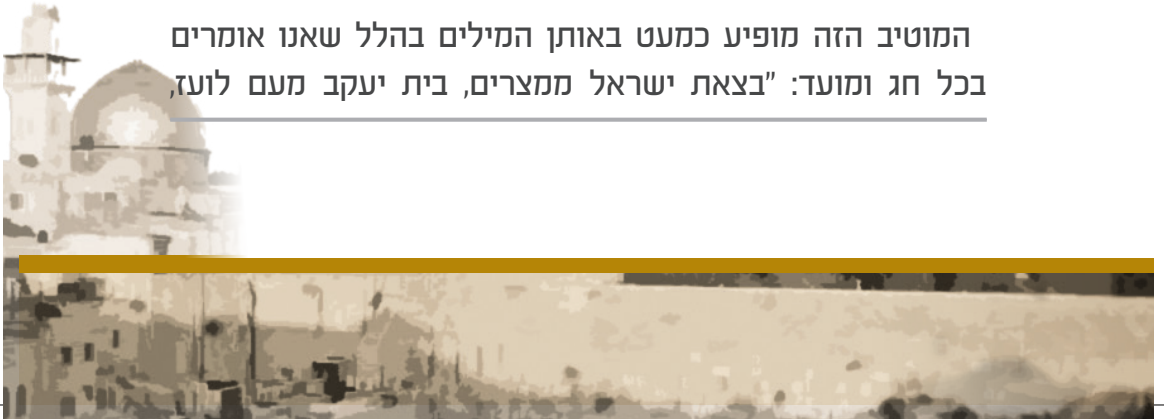 המוטיב הזה מופיע כמעט באותן המילים בהלל שאנו אומרים
בכל חג ומועד: "בצאת ישראל ממצרים, בית יעקב מעם לועז,